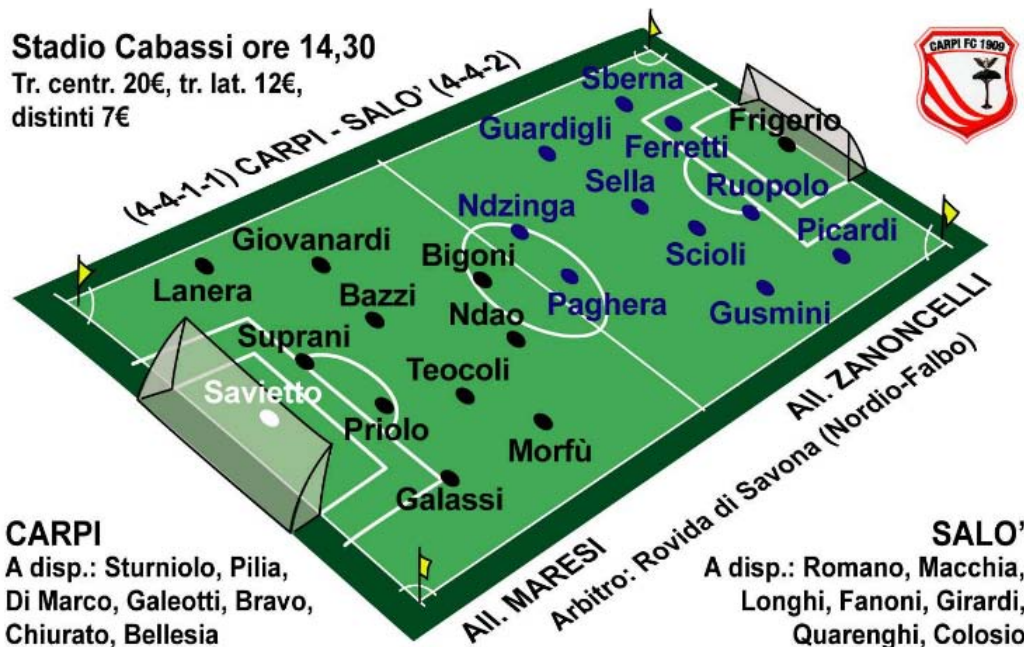 Stadio Cabassi ore 14,30
Tr. centr. 20€, tr. lat. 12€,
distinti 7€
(4-4-1-1) CARPI - SALO’ (4-4-2)
CARPI FC 1909
Sberna
Guardigli
Ferretti
Frigerio
Sella
Ruopolo
Ndzinga
Picardi
Scioli
Giovanardi
Bigoni
Lanera
Bazzi
Paghera
Gusmini
Ndao
Suprani
Teocoli
Savietto
Priolo
Morfù
Galassi
All. ZANONCELLI
All. MARESI
Arbitro: Rovida di Savona (Nordio-Falbo)
CARPI
A disp.: Sturniolo, Pilia,
Di Marco, Galeotti, Bravo,
Chiurato, Bellesia
SALO’
A disp.: Romano, Macchia,
Longhi, Fanoni, Girardi,
Quarenghi, Colosio